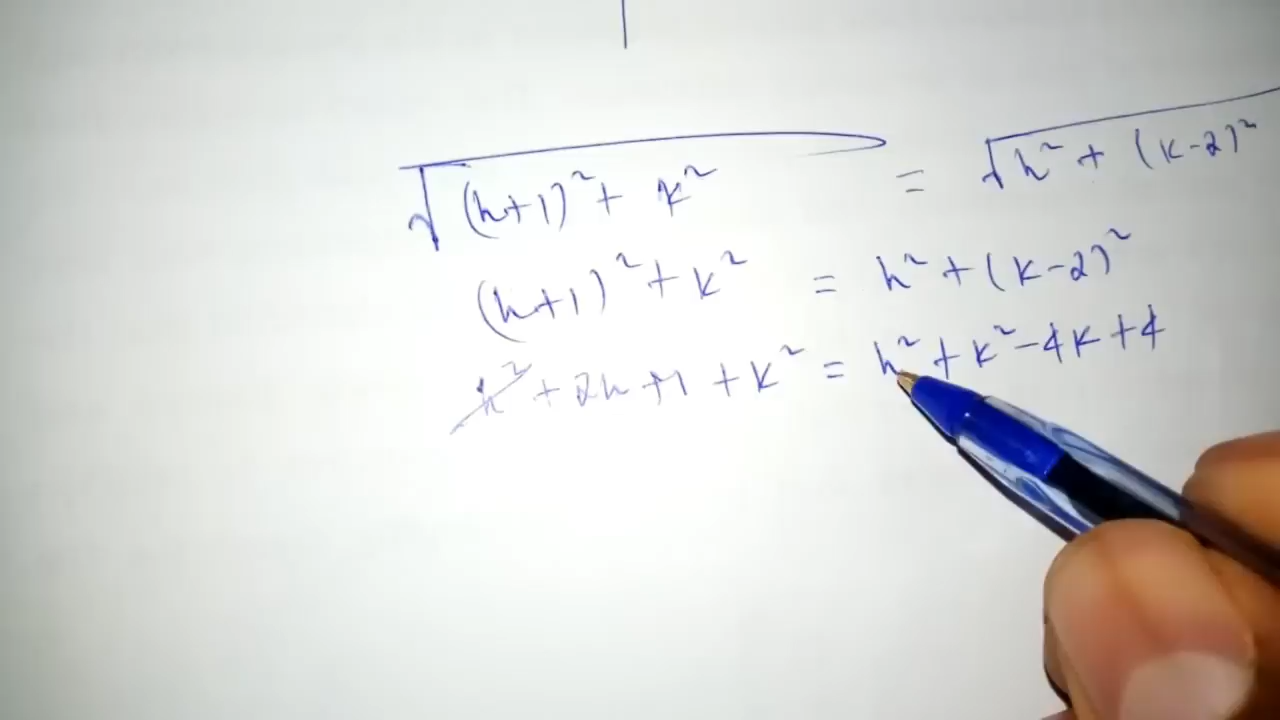 √(h+1)² + k² = √h² + (k-2)²
(h+1)² + k² = h² + (k-2)²
h² + 2h + 1 + k² = h² + k² - 4k + 4